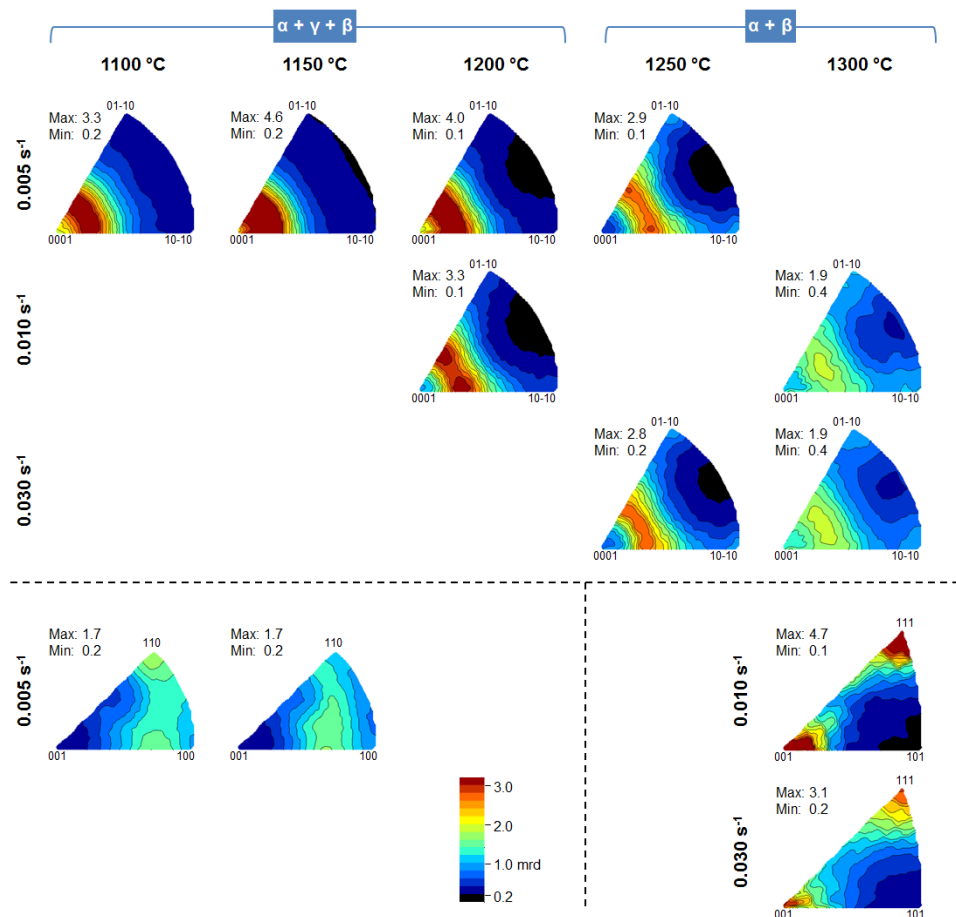 α + γ + β
α + β
1100 °C
1150 °C
1200 °C
1250 °C
1300 °C
0.005 s-1
Max: 3.3
Min: 0.2
01-10
0001
10-10
Max: 4.6
Min: 0.2
01-10
0001
10-10
Max: 4.0
Min: 0.1
01-10
0001
10-10
Max: 2.9
Min: 0.1
01-10
0001
10-10
0.010 s-1
Max: 3.3
Min: 0.1
01-10
0001
10-10
Max: 1.9
Min: 0.4
01-10
0001
10-10
0.030 s-1
Max: 2.8
Min: 0.2
01-10
0001
10-10
Max: 1.9
Min: 0.4
01-10
0001
10-10
0.005 s-1
Max: 1.7
Min: 0.2
110
001
100
Max: 1.7
Min: 0.2
110
001
100
0.010 s-1
Max: 4.7
Min: 0.1
111
001
101
0.030 s-1
Max: 3.1
Min: 0.2
111
001
101
3.0
2.0
1.0 mrd
0.2